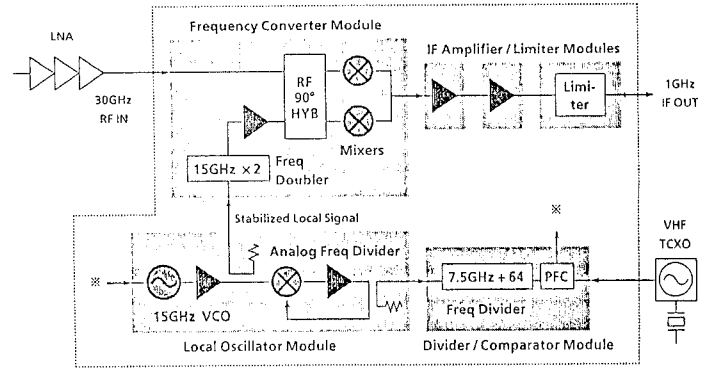 Frequency Converter Module
LNA
30GHz
RF IN
RF
90°
HYB
Mixers
15GHz × 2
Freq
Doubler
IF Amplifier / Limiter Modules
Limi-
ter
1GHz
IF OUT
Stabilized Local Signal
※
Analog Freq Divider
15GHz VCO
Local Oscillator Module
※
7.5GHz + 64
PFC
Freq Divider
Divider / Comparator Module
VHF
TCXO